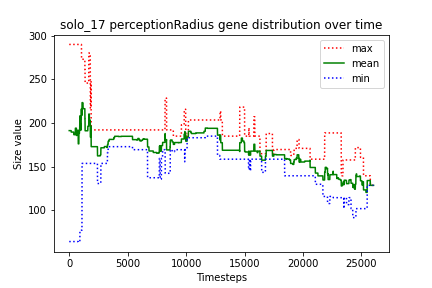 solo_17 perceptionRadius gene distribution over time
300
250
200
150
100
Size value
max
mean
min
0
5000
10000
15000
20000
25000
Timesteps